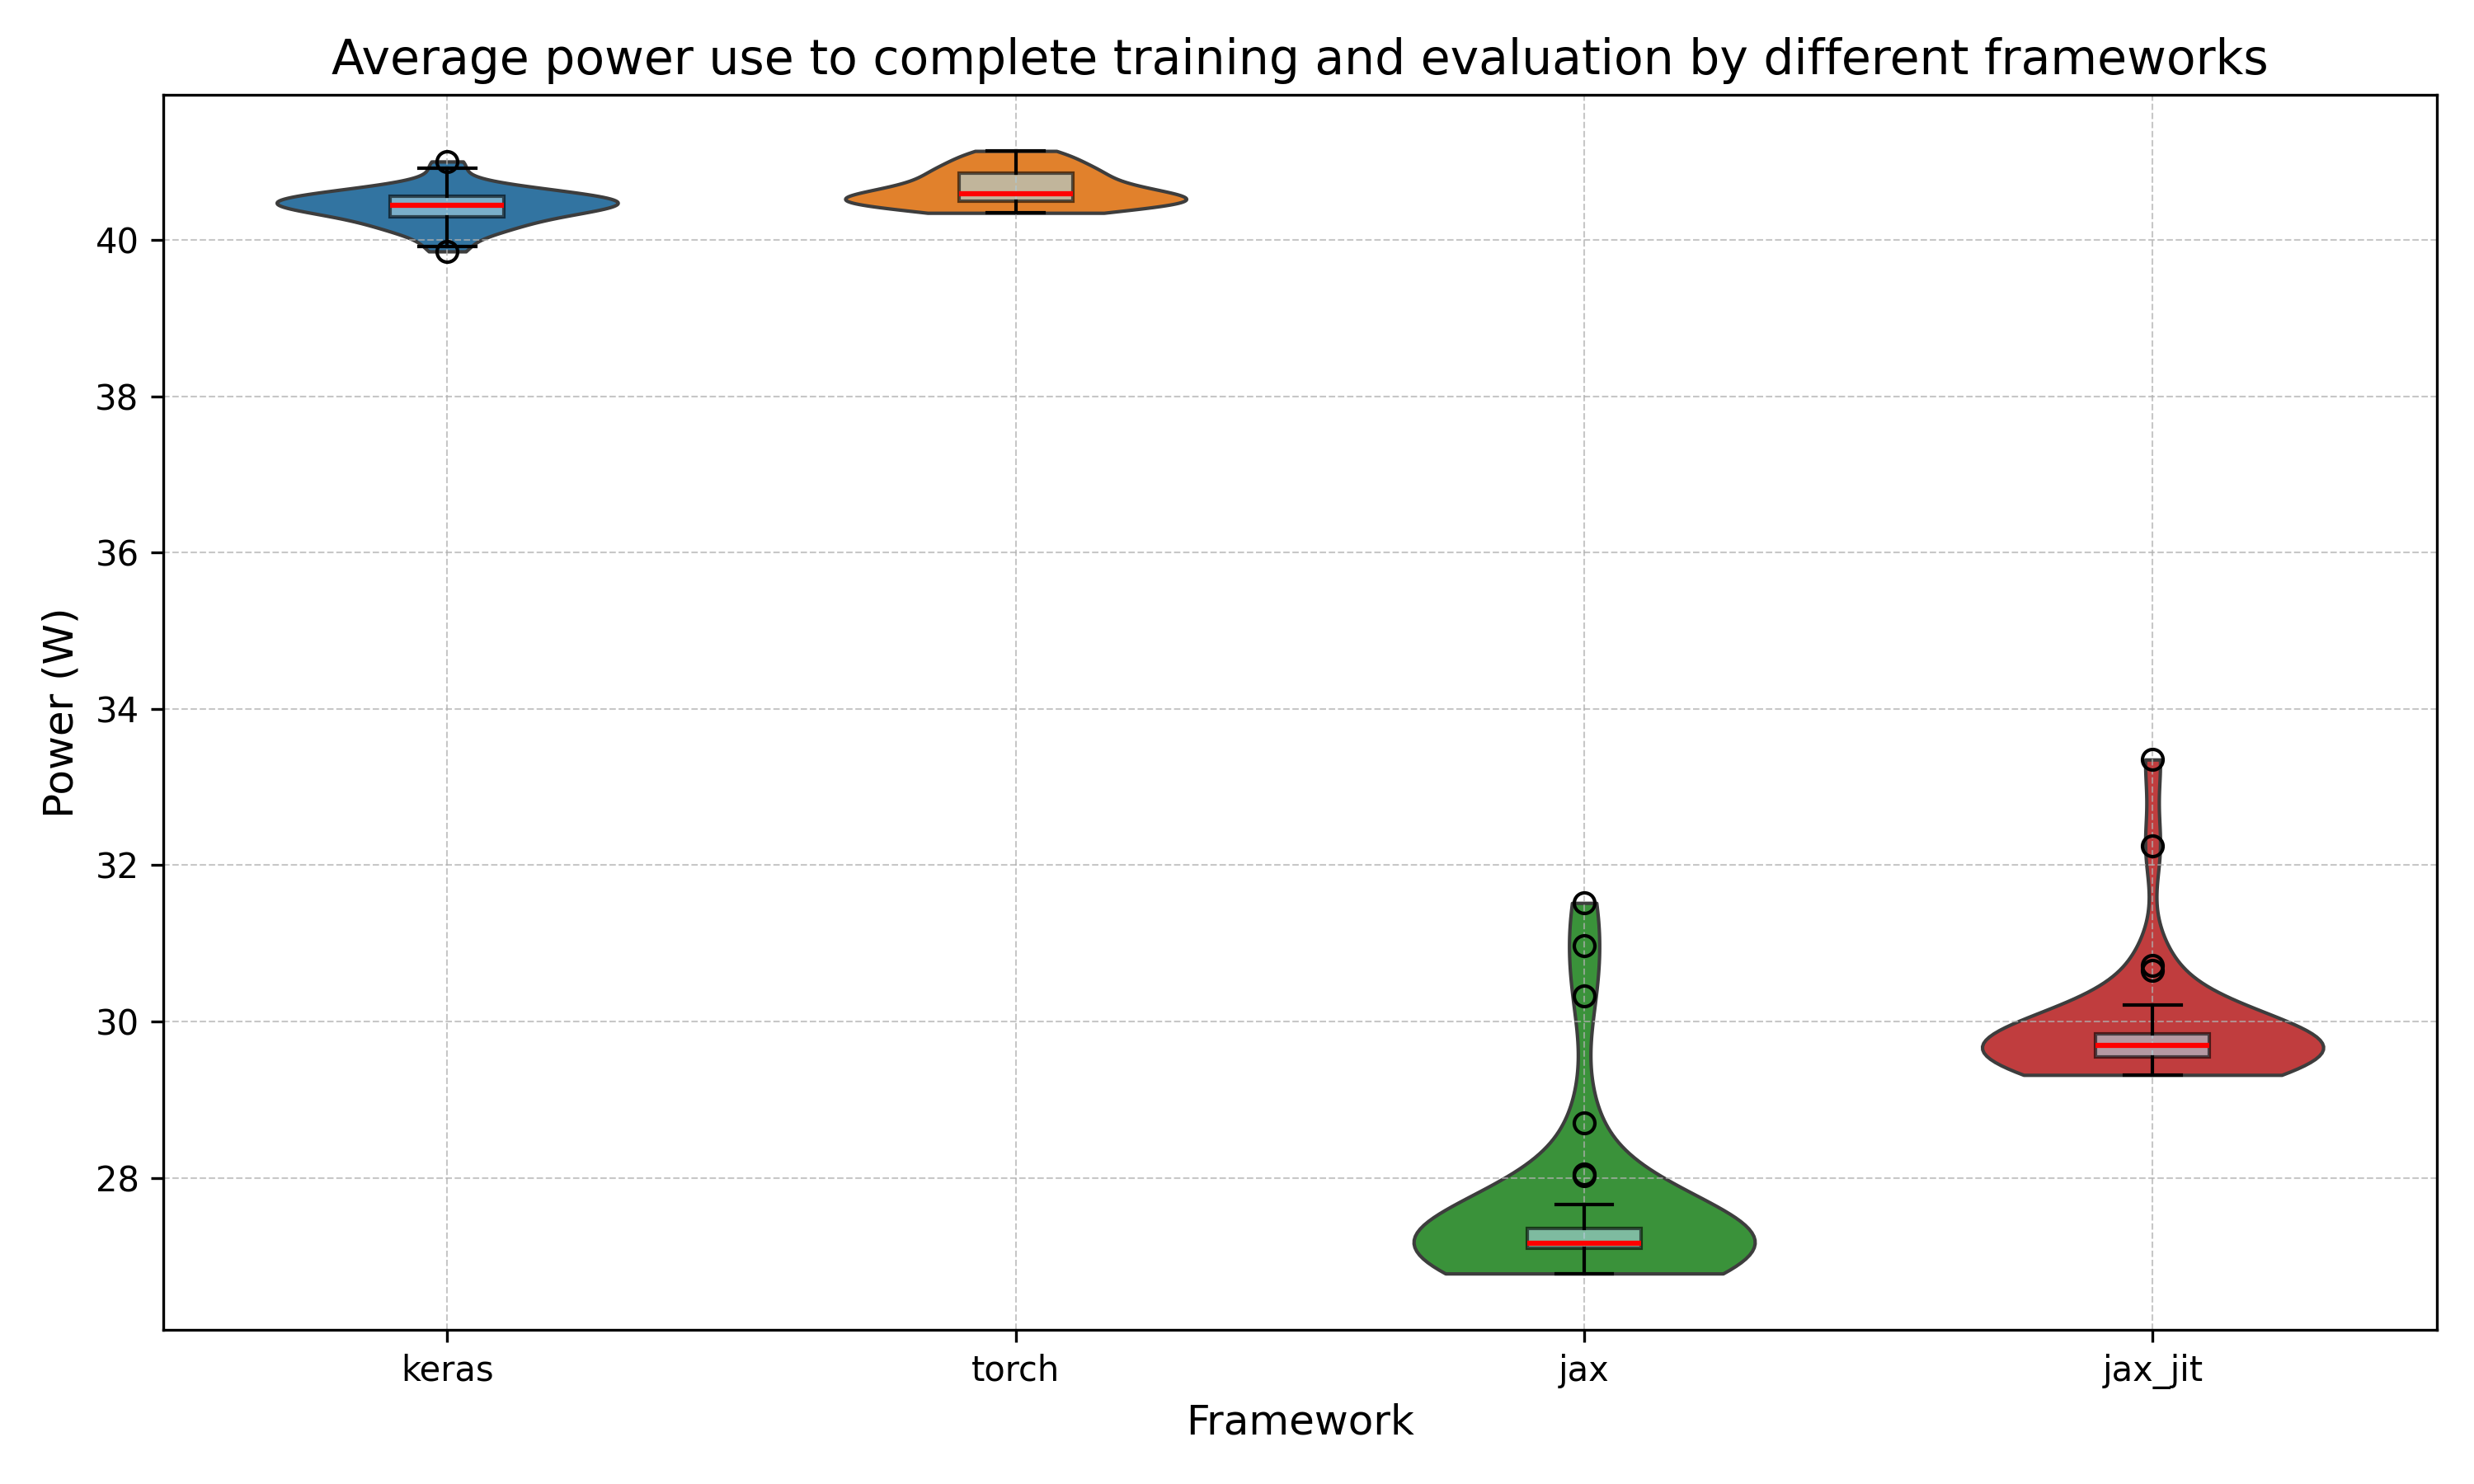 Average power use to complete training and evaluation by different frameworks
Power (W)
40
38
36
34
32
30
28
keras
torch
jax
jax_jit
Framework